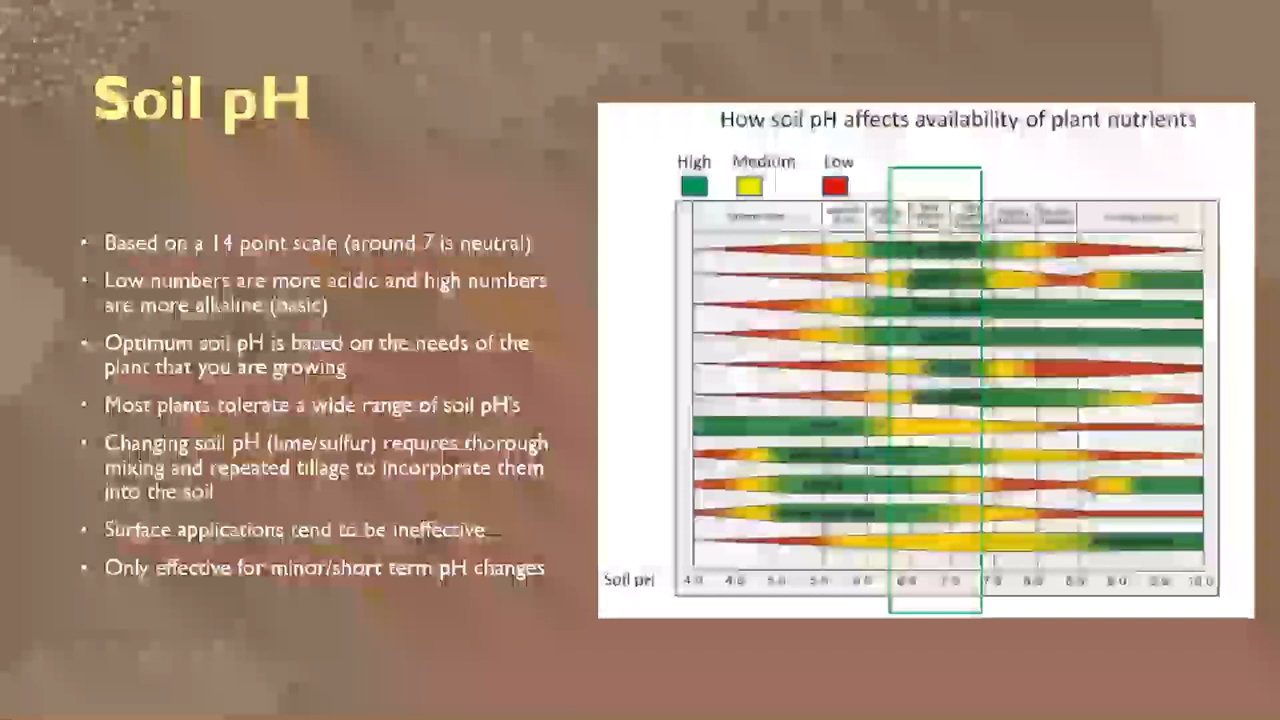 Soil pH
Based on a 14 point scale (around 7 is neutral)
Low numbers are more acidic and high numbers
are more alkaline (basic)
Optimum soil pH is based on the needs of the
plant that you are growing
Most plants tolerate a wide range of soil pH's
Changing soil pH (lime/sulfur) requires thorough
mixing and repeated tillage to incorporate them
into the soil
Surface applications tend to be ineffective
Only effective for minor/short term pH changes
How soil pH affects availability of plant nutrients
High Medium Low
Soil pH 4.0 4.5 5.0 5.5 6.0 6.5 7.0 7.5 8.0 8.5 9.0 9.5 10.0